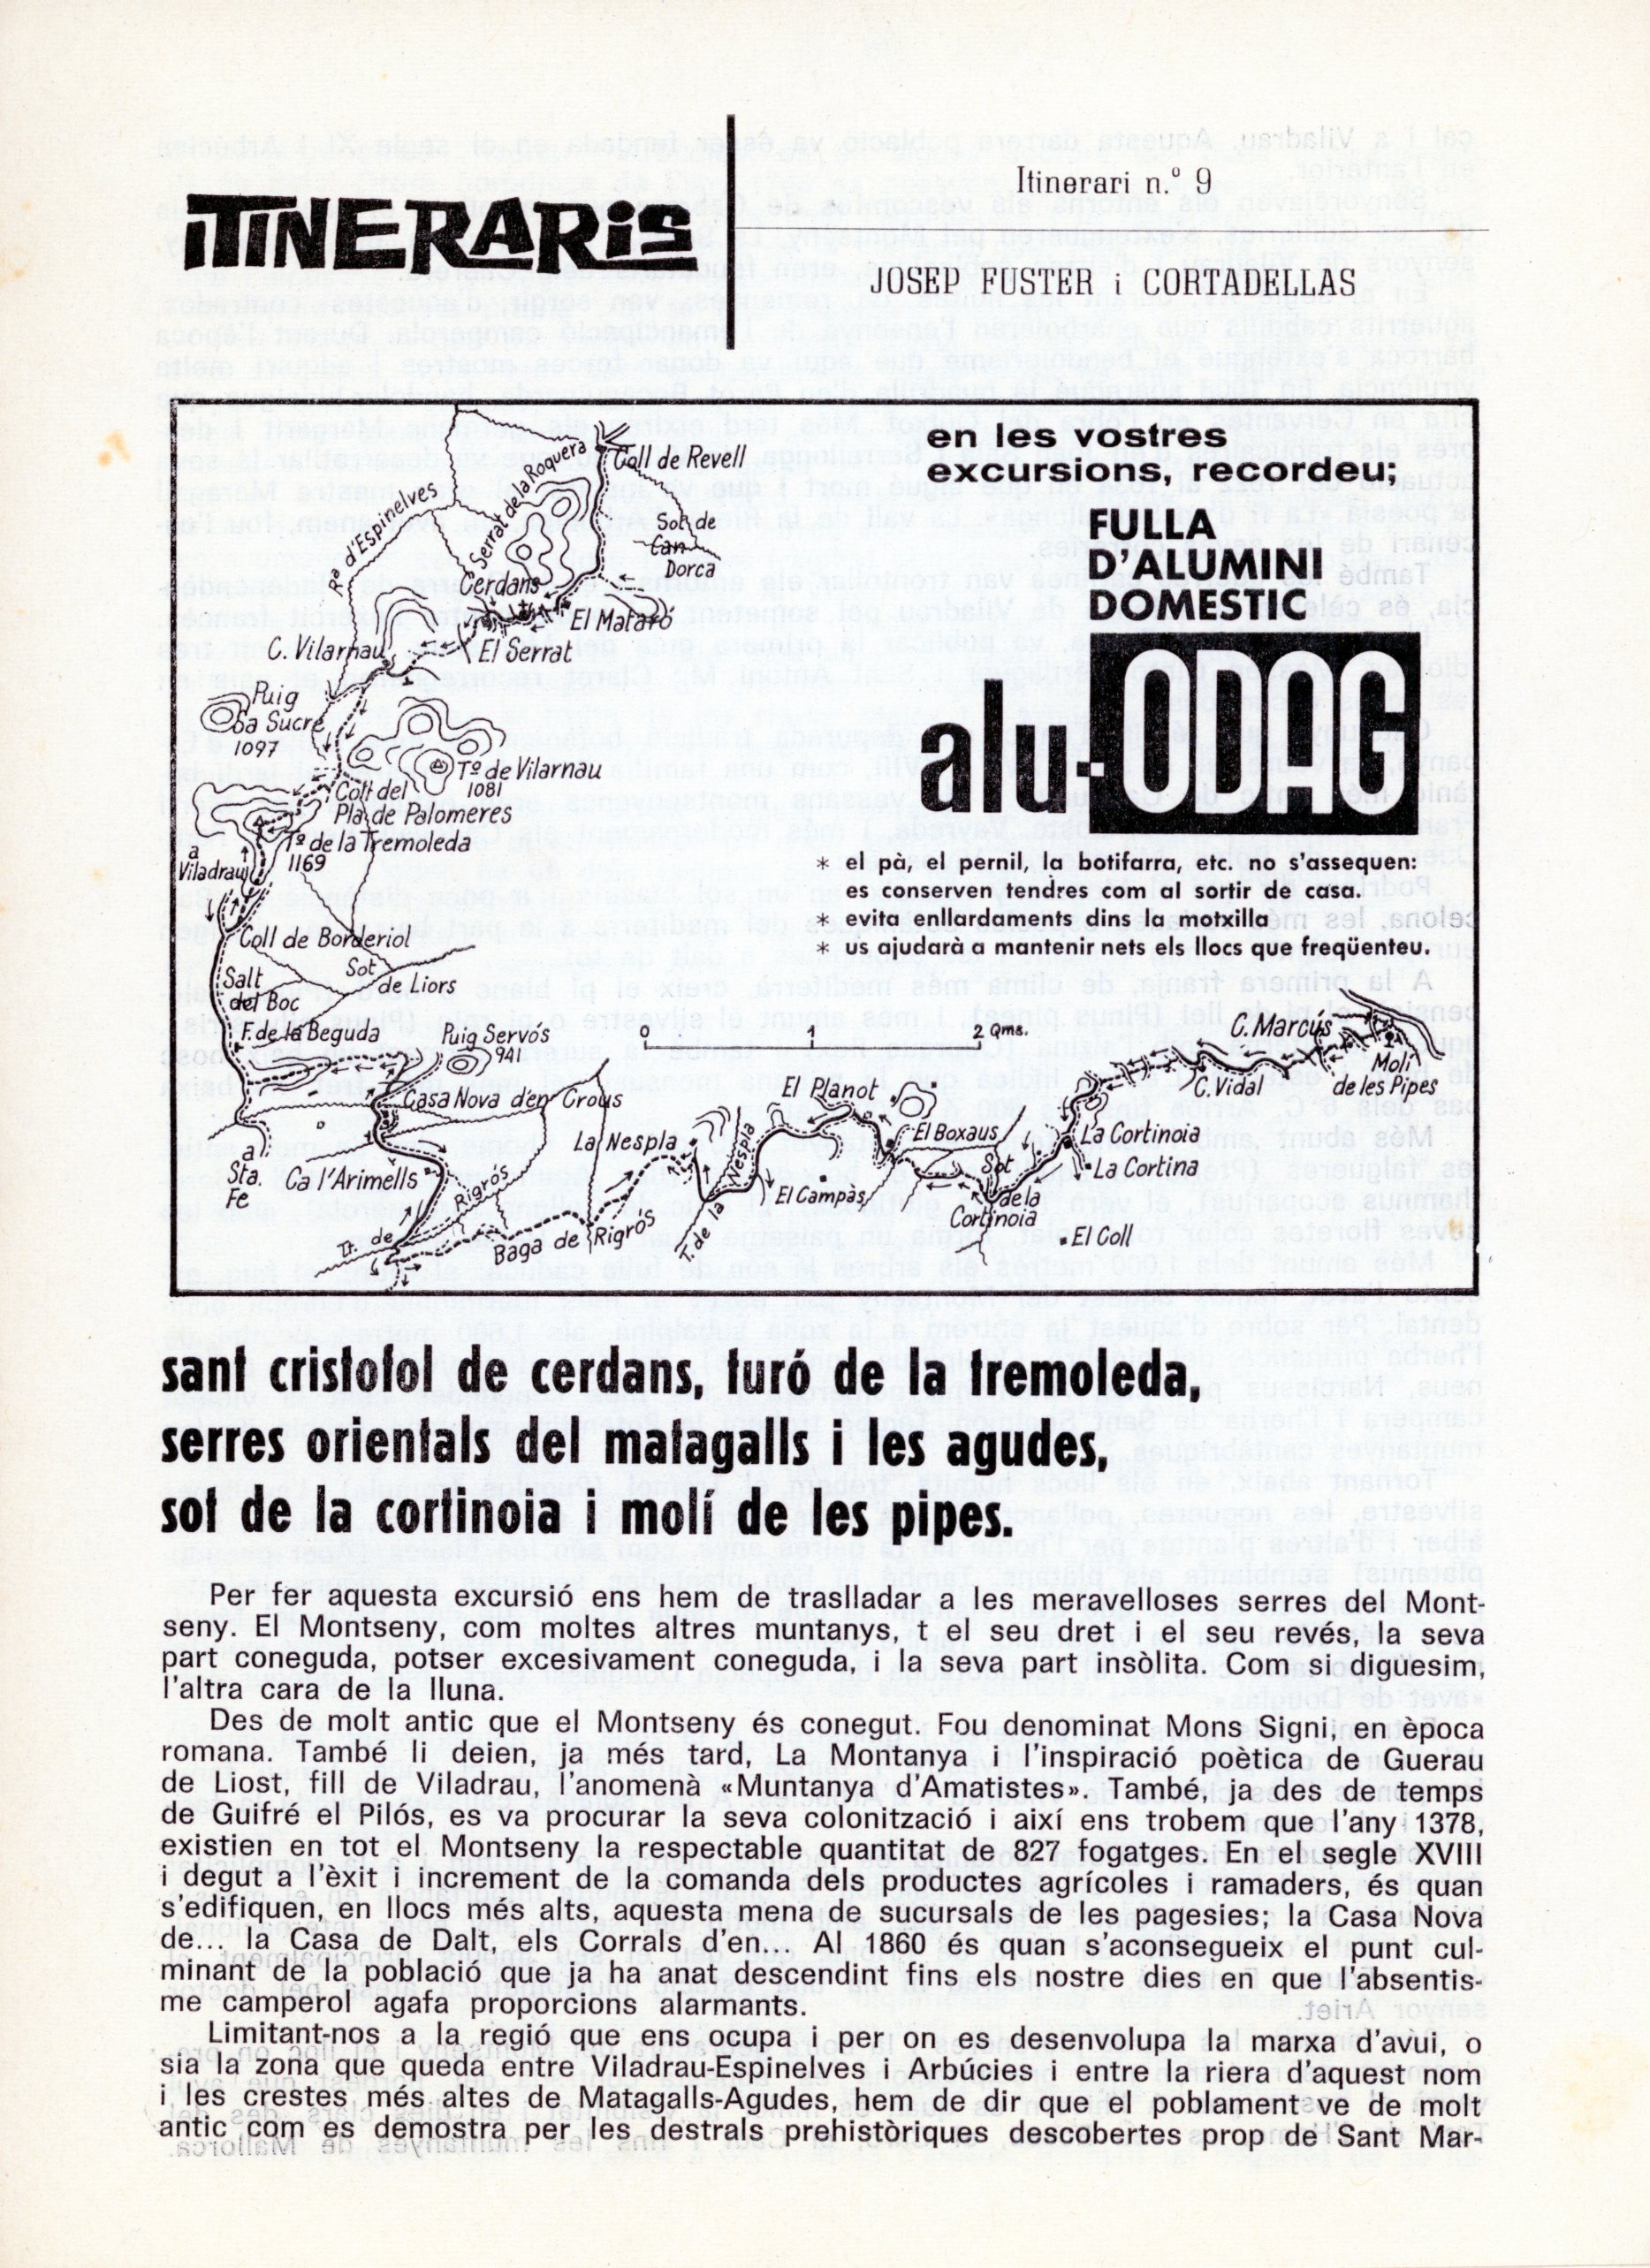 ITINERARIS
Itinerari n.º 9
JOSEP FUSTER i CORTADELLAS
Coll de Revell
Serrat de la Roquera
Rª d'Espinelves
Sot de
Can
Dorca
Cerdans
El Mataró
El Serrat
C. Vilarnau
Puig
Sa Sucre
1097
Tº de Vilarnau
1081
Coll del
Pla de Palomeres
Tº de la Tremoleda
1169
a
Viladrau
Coll de Borderiol
Salt
del Boc
Sot
de Liors
F. de la Beguda
Puig Servós
941
Casa Nova d'en Crous
a
Sta.
Fe
Ca l'Arimells
Rigrós
Tt. de
Baga de Rigrós
La Nespla
T. de la Nespla
El Planot
El Campàs
El Boxaus
Sot
de la
Cortinoia
La Cortinoia
La Cortina
El Coll
C. Vidal
C. Marcús
Molí
de les Pipes
0 1 2 Qms.
en les vostres
excursions, recordeu;
FULLA
D'ALUMINI
DOMESTIC
alu-ODAG
* el pà, el pernil, la botifarra, etc. no s'assequen:
es conserven tendres com al sortir de casa.
* evita enllardaments dins la motxilla
* us ajudarà a mantenir nets els llocs que freqüenteu.
sant cristofol de cerdans, turó de la tremoleda,
serres orientals del matagalls i les agudes,
sot de la cortinoia i molí de les pipes.
Per fer aquesta excursió ens hem de traslladar a les meravelloses serres del Mont-
seny. El Montseny, com moltes altres muntanys, t el seu dret i el seu revés, la seva
part coneguda, potser excesivament coneguda, i la seva part insòlita. Com si diguesim,
l'altra cara de la lluna.
Des de molt antic que el Montseny és conegut. Fou denominat Mons Signi, en època
romana. També li deien, ja més tard, La Montanya i l'inspiració poètica de Guerau
de Liost, fill de Viladrau, l'anomenà «Muntanya d'Amatistes». També, ja des de temps
de Guifré el Pilós, es va procurar la seva colonització i així ens trobem que l'any 1378,
existien en tot el Montseny la respectable quantitat de 827 fogatges. En el segle XVIII
i degut a l'èxit i increment de la comanda dels productes agrícoles i ramaders, és quan
s'edifiquen, en llocs més alts, aquesta mena de sucursals de les pagesies; la Casa Nova
de... la Casa de Dalt, els Corrals d'en... Al 1860 és quan s'aconsegueix el punt cul-
minant de la població que ja ha anat descendint fins els nostre dies en que l'absentis-
me camperol agafa proporcions alarmants.
Limitant-nos a la regió que ens ocupa i per on es desenvolupa la marxa d'avui, o
sia la zona que queda entre Viladrau-Espinelves i Arbúcies i entre la riera d'aquest nom
i les crestes més altes de Matagalls-Agudes, hem de dir que el poblament ve de molt
antic com es demostra per les destrals prehistòriques descobertes prop de Sant Mar-